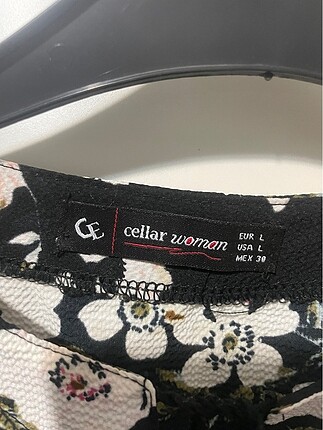 CE
cellar woman
EUR L
USA L
MEX 30